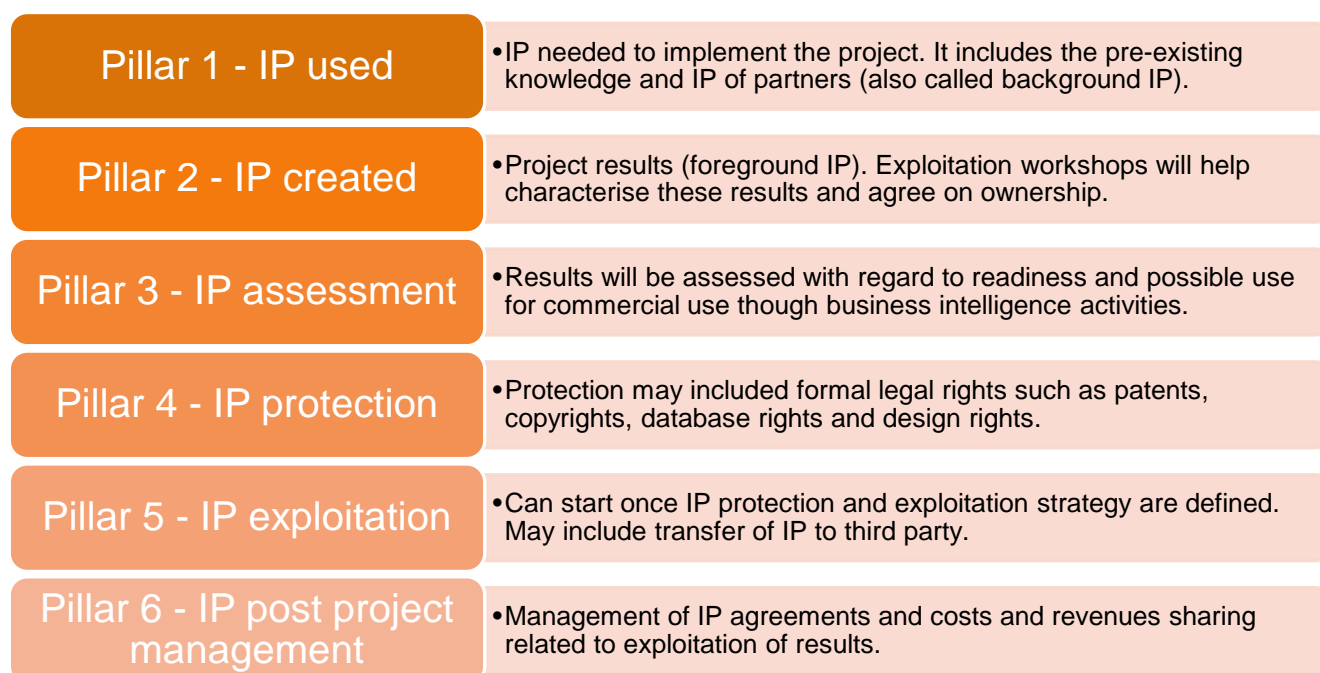 Pillar 1 - IP used
•IP needed to implement the project. It includes the pre-existing
knowledge and IP of partners (also called background IP).
Pillar 2 - IP created
•Project results (foreground IP). Exploitation workshops will help
characterise these results and agree on ownership.
Pillar 3 - IP assessment
•Results will be assessed with regard to readiness and possible use
for commercial use though business intelligence activities.
Pillar 4 - IP protection
•Protection may included formal legal rights such as patents,
copyrights, database rights and design rights.
Pillar 5 - IP exploitation
•Can start once IP protection and exploitation strategy are defined.
May include transfer of IP to third party.
Pillar 6 - IP post project
management
•Management of IP agreements and costs and revenues sharing
related to exploitation of results.